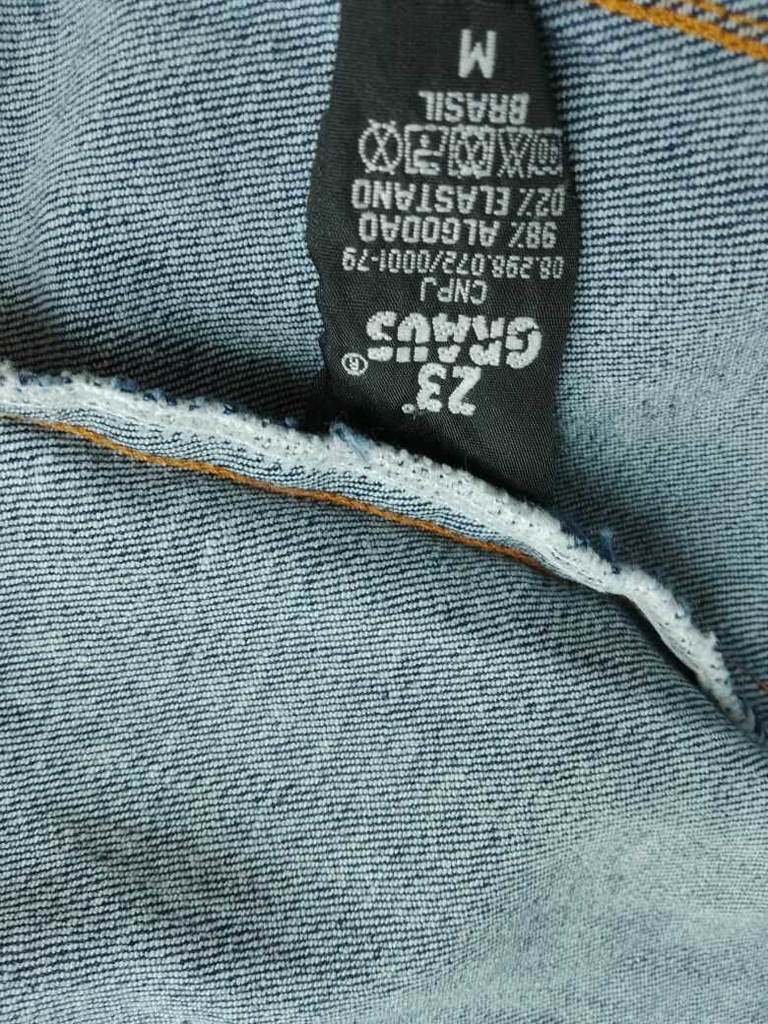 23°
GRAUS ®
CNPJ
08.298.072/0001-79
98% ALGODAO
02% ELASTANO
BRASIL
M